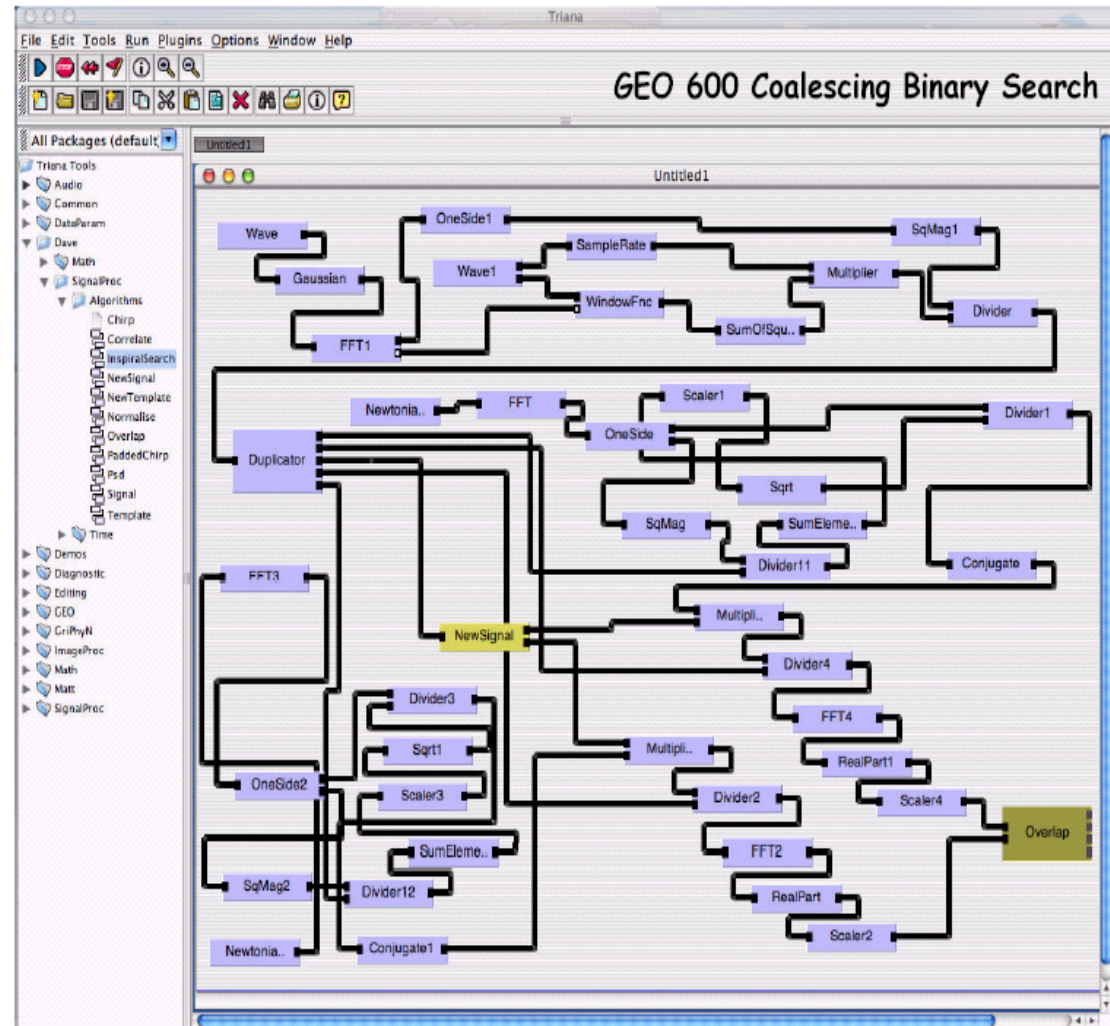 Triana
File Edit Tools Run Plugins Options Window Help
GEO 600 Coalescing Binary Search
All Packages (default)
Untitled1
Untitled1
Triana Tools
Audio
Common
DataParam
Dave
Math
SignalProc
Algorithms
Chirp
Correlate
InspiralSearch
NewSignal
NewTemplate
Normalise
Overlap
PaddedChirp
Psd
Signal
Template
Time
Demos
Diagnostic
Editing
GEO
GriPhyN
ImageProc
Math
Matt
SignalProc
OneSide1
Wave
SqMag1
SampleRate
Gaussian
Wave1
Multiplier
WindowFnc
Divider
SumOfSqu..
FFT1
Scaler1
FFT
Newtonia..
Divider1
OneSide
Duplicator
Sqrt
SqMag
SumEleme..
Divider11
Conjugate
FFT3
Multipli..
NewSignal
Divider4
Divider3
FFT4
Sqrt1
Multipli..
RealPart1
OneSide2
Scaler3
Divider2
Scaler4
Overlap
SumEleme..
FFT2
SqMag2
Divider12
RealPart
Scaler2
Newtonia..
Conjugate1